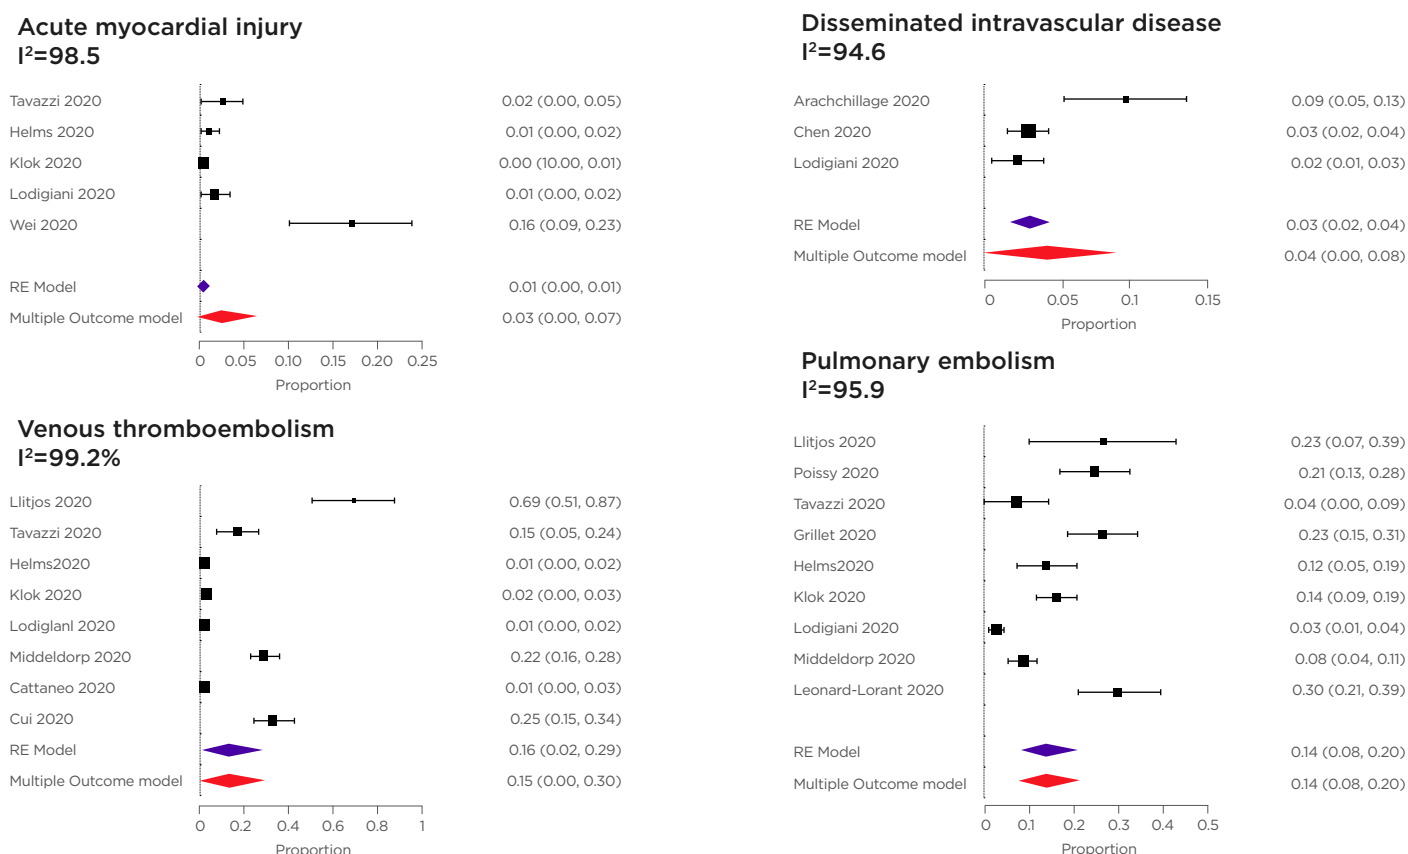 Acute myocardial injury
I²=98.5
Tavazzi 2020 0.02 (0.00, 0.05)
Helms 2020 0.01 (0.00, 0.02)
Klok 2020 0.00 (10.00, 0.01)
Lodigiani 2020 0.01 (0.00, 0.02)
Wei 2020 0.16 (0.09, 0.23)
RE Model 0.01 (0.00, 0.01)
Multiple Outcome model 0.03 (0.00, 0.07)
0 0.05 0.10 0.15 0.20 0.25
Proportion
Venous thromboembolism
I²=99.2%
Llitjos 2020 0.69 (0.51, 0.87)
Tavazzi 2020 0.15 (0.05, 0.24)
Helms2020 0.01 (0.00, 0.02)
Klok 2020 0.02 (0.00, 0.03)
Lodiglanl 2020 0.01 (0.00, 0.02)
Middeldorp 2020 0.22 (0.16, 0.28)
Cattaneo 2020 0.01 (0.00, 0.03)
Cui 2020 0.25 (0.15, 0.34)
RE Model 0.16 (0.02, 0.29)
Multiple Outcome model 0.15 (0.00, 0.30)
0 0.2 0.4 0.6 0.8 1
Proportion
Disseminated intravascular disease
I²=94.6
Arachchillage 2020 0.09 (0.05, 0.13)
Chen 2020 0.03 (0.02, 0.04)
Lodigiani 2020 0.02 (0.01, 0.03)
RE Model 0.03 (0.02, 0.04)
Multiple Outcome model 0.04 (0.00, 0.08)
0 0.05 0.1 0.15
Proportion
Pulmonary embolism
I²=95.9
Llitjos 2020 0.23 (0.07, 0.39)
Poissy 2020 0.21 (0.13, 0.28)
Tavazzi 2020 0.04 (0.00, 0.09)
Grillet 2020 0.23 (0.15, 0.31)
Helms2020 0.12 (0.05, 0.19)
Klok 2020 0.14 (0.09, 0.19)
Lodigiani 2020 0.03 (0.01, 0.04)
Middeldorp 2020 0.08 (0.04, 0.11)
Leonard-Lorant 2020 0.30 (0.21, 0.39)
RE Model 0.14 (0.08, 0.20)
Multiple Outcome model 0.14 (0.08, 0.20)
0 0.1 0.2 0.3 0.4 0.5
Proportion